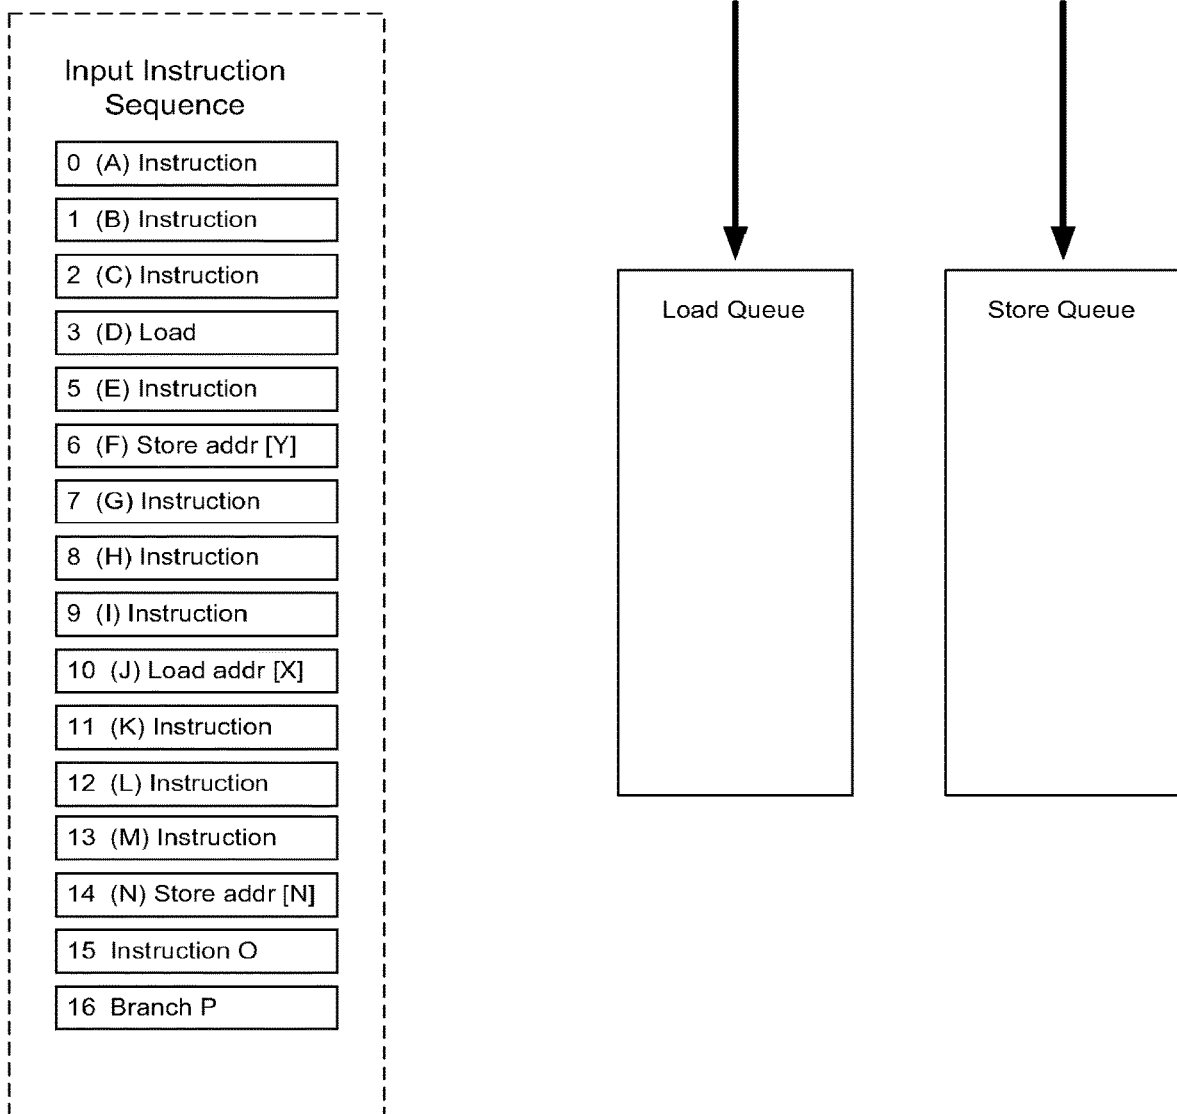 Input Instruction
Sequence
0 (A) Instruction
1 (B) Instruction
2 (C) Instruction
3 (D) Load
5 (E) Instruction
6 (F) Store addr [Y]
7 (G) Instruction
8 (H) Instruction
9 (I) Instruction
10 (J) Load addr [X]
11 (K) Instruction
12 (L) Instruction
13 (M) Instruction
14 (N) Store addr [N]
15 Instruction O
16 Branch P
Load Queue
Store Queue